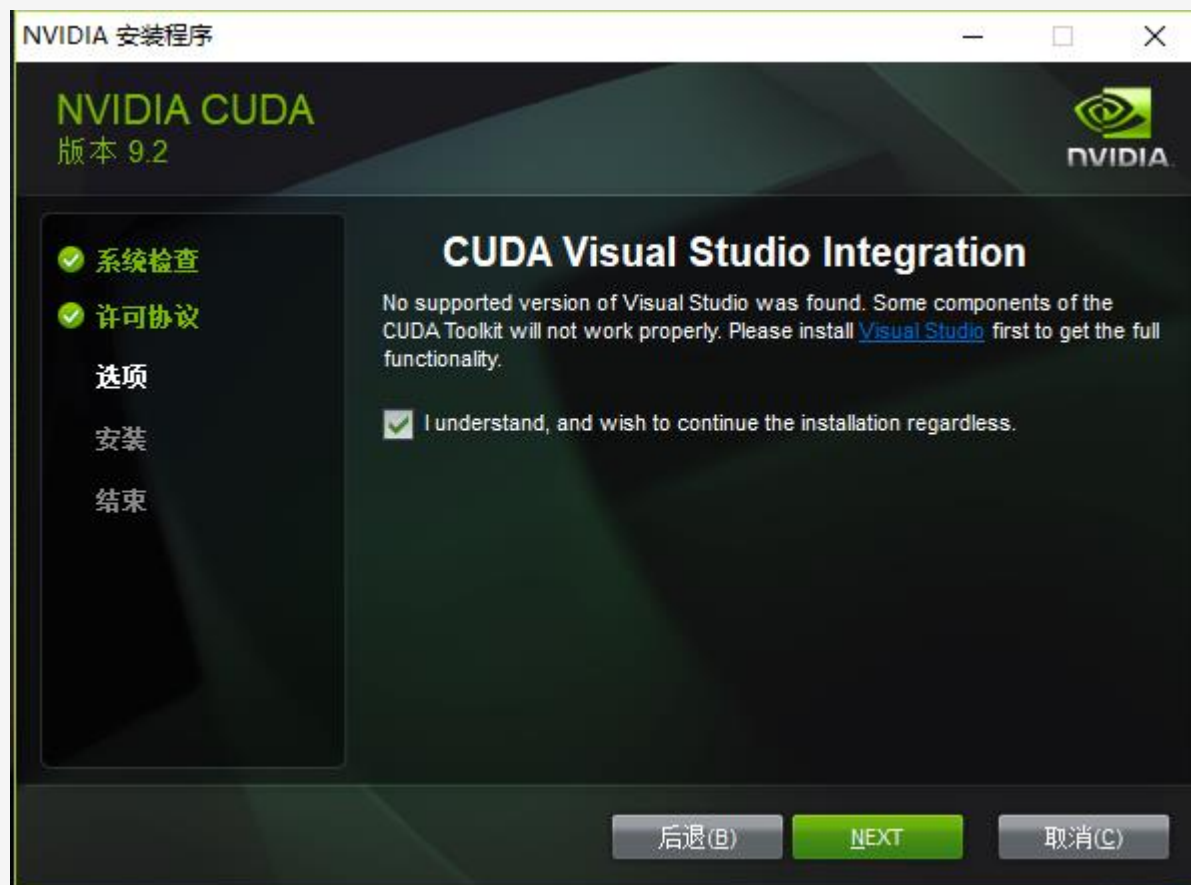 NVIDIA 安装程序
NVIDIA CUDA
版本 9.2
NVIDIA.
系统检查
许可协议
选项
安装
结束
CUDA Visual Studio Integration
No supported version of Visual Studio was found. Some components of the
CUDA Toolkit will not work properly. Please install Visual Studio first to get the full
functionality.
I understand, and wish to continue the installation regardless.
后退(B)
NEXT
取消(C)